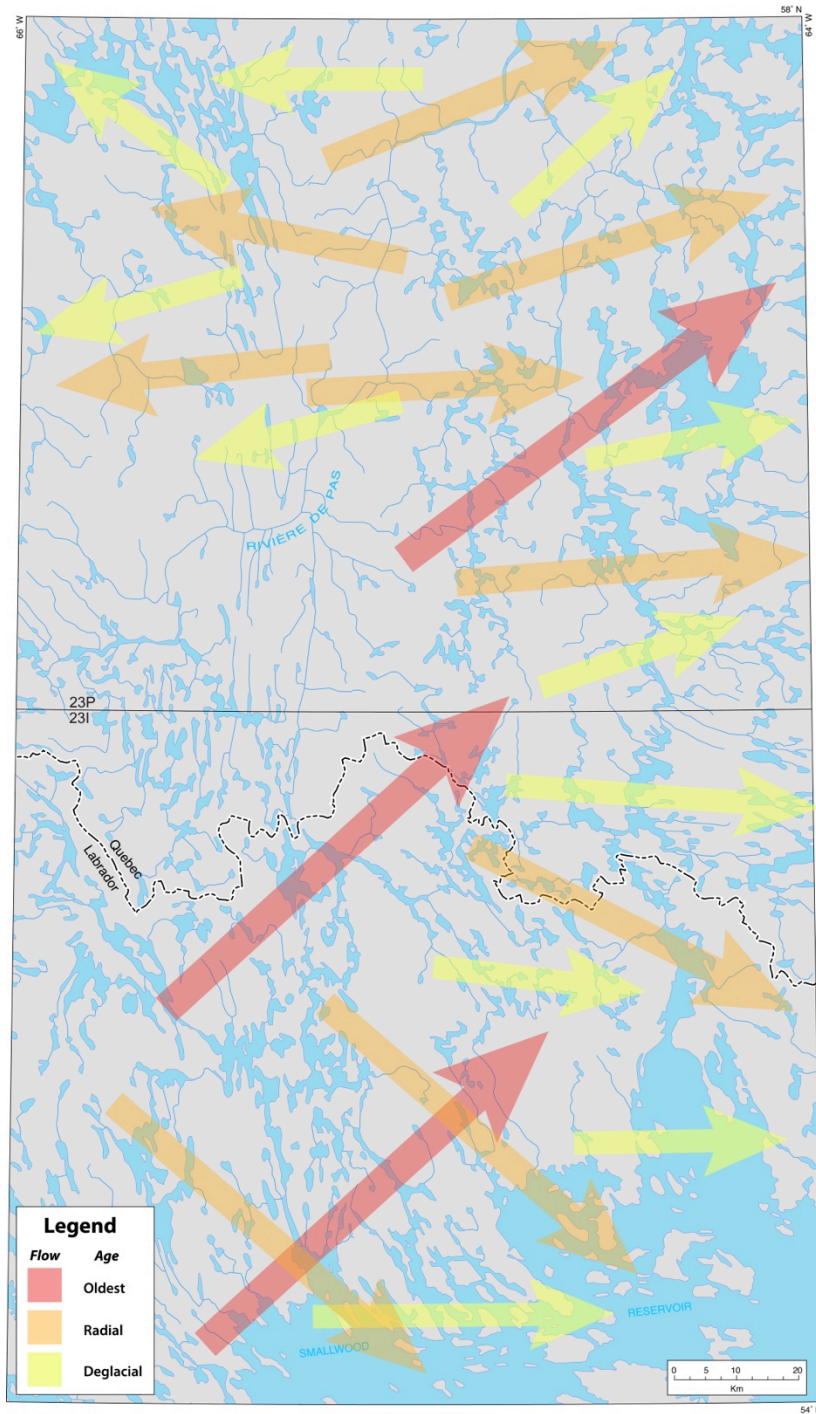 58° N
66° W
64° W
RIVIÈRE DE PAS
23P
23I
Quebec
Labrador
Legend
Flow Age
Oldest
Radial
Deglacial
SMALLWOOD
RESERVOIR
0 5 10 20
Km
54°